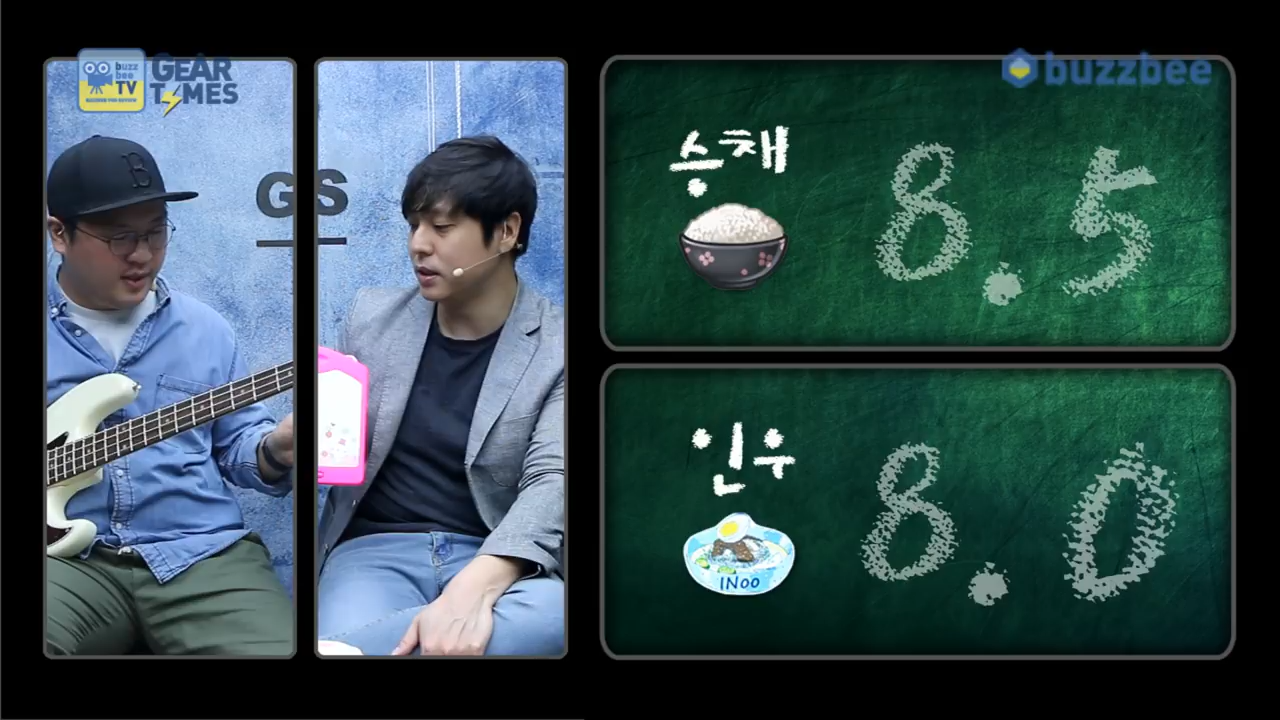 buzz
bee
TV
GEAR
TIMES
buzzbee
B
GS
승채
8.5
인우
INOO
8.0